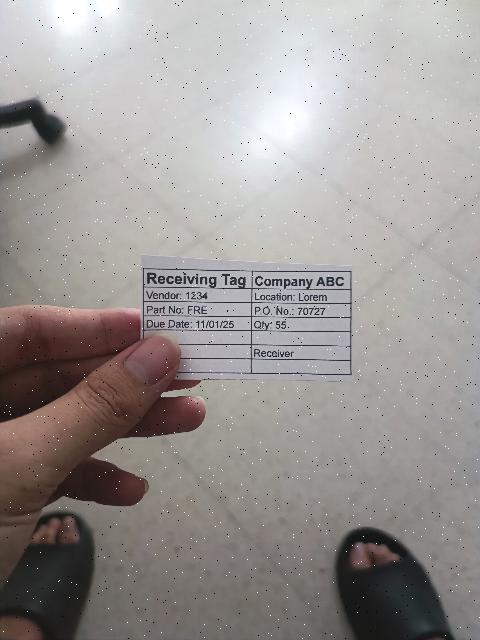 Receiving Tag Company ABC
Vendor: 1234 Location: Lorem
Part No: FRE P.O. No.: 70727
Due Date: 11/01/25 Qty: 55
Receiver